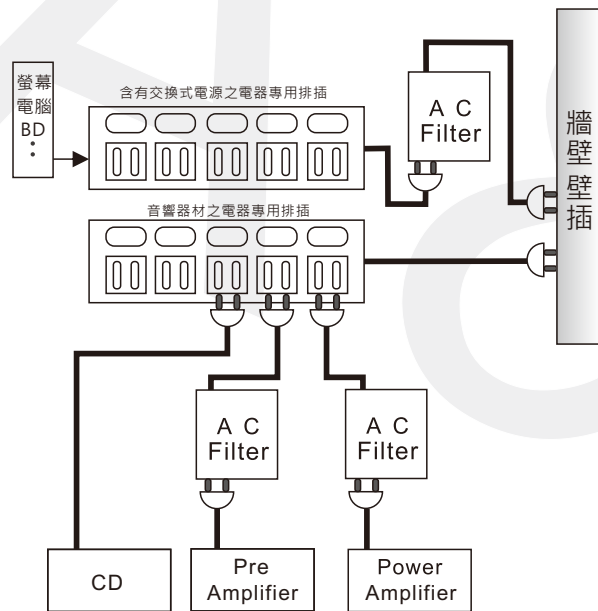 螢幕
電腦
BD
：
含有交換式電源之電器專用排插
A C
Filter
牆壁壁插
音響器材之電器專用排插
A C
Filter
A C
Filter
CD
Pre
Amplifier
Power
Amplifier